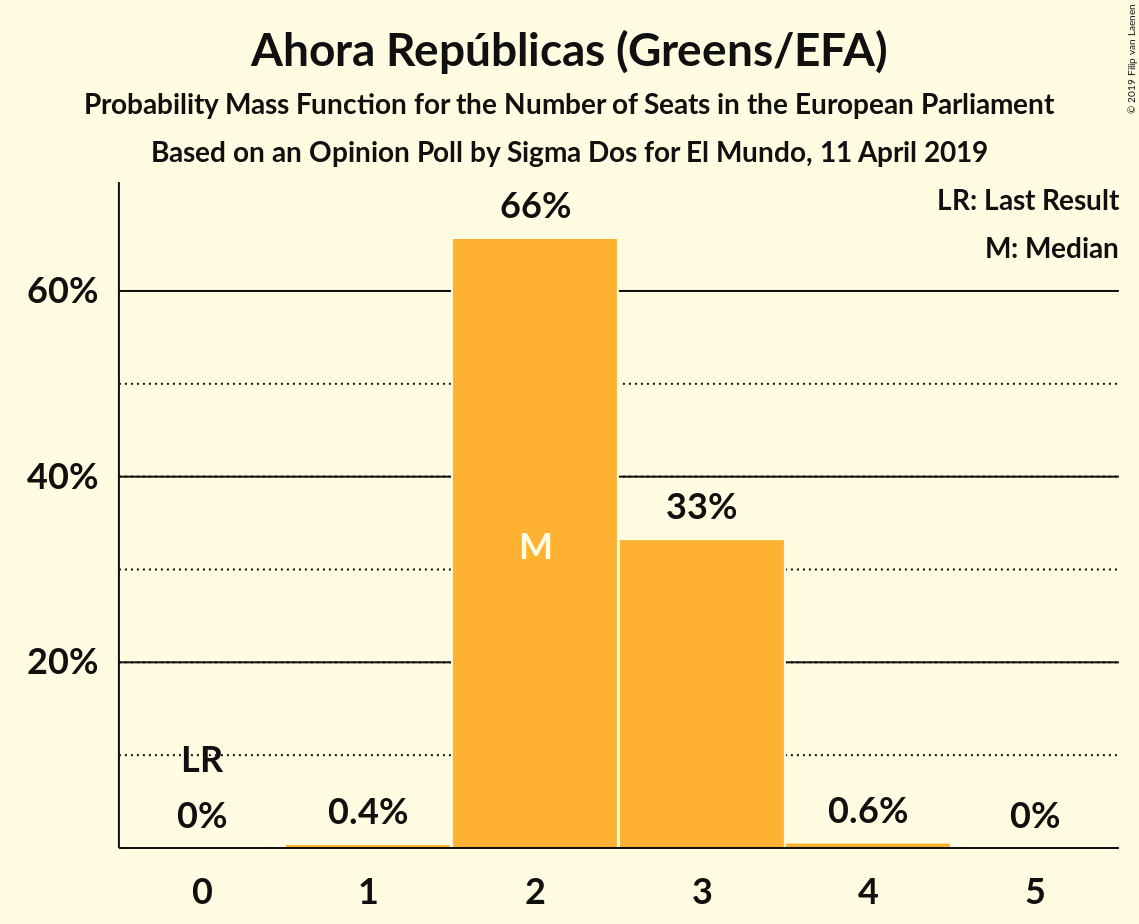 Ahora Repúblicas (Greens/EFA)
Probability Mass Function for the Number of Seats in the European Parliament
Based on an Opinion Poll by Sigma Dos for El Mundo, 11 April 2019
© 2019 Filip van Laenen
LR: Last Result
M: Median
66%
60%
40%
33%
M
20%
LR
0%
0.4%
0.6%
0%
0 1 2 3 4 5